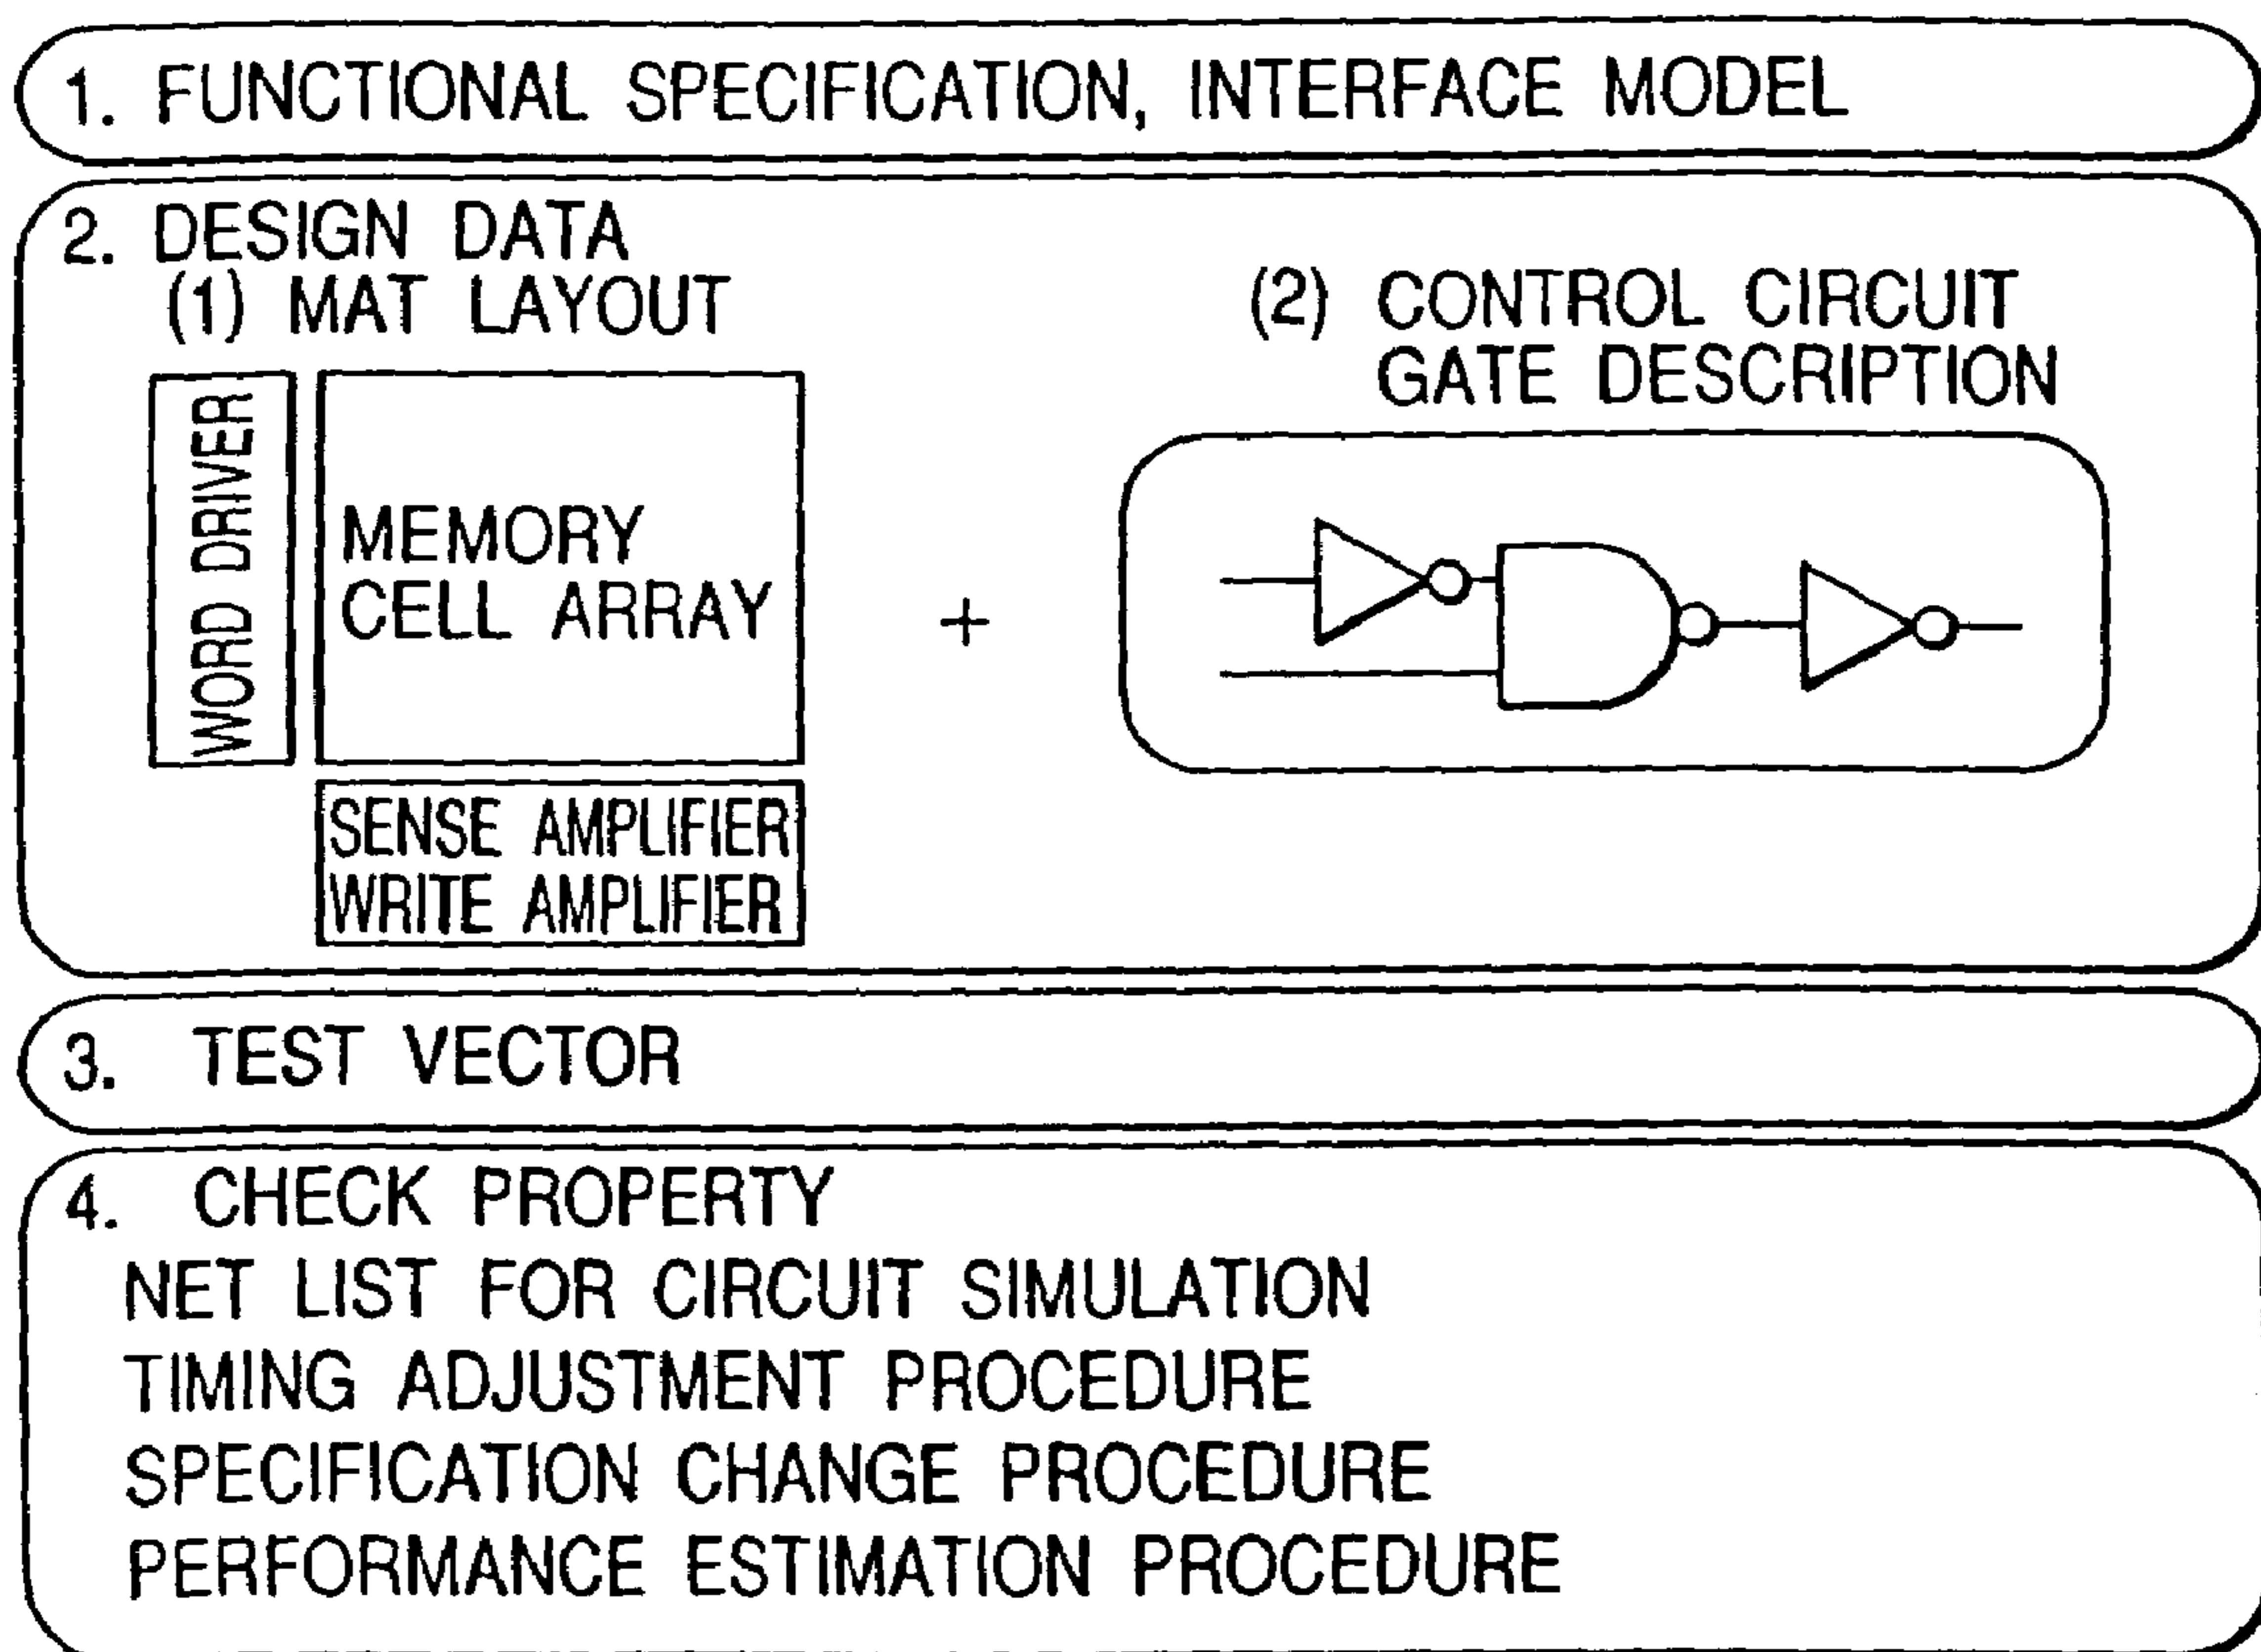 1. FUNCTIONAL SPECIFICATION, INTERFACE MODEL
2. DESIGN DATA
(1) MAT LAYOUT
WORD DRIVER
MEMORY
CELL ARRAY
SENSE AMPLIFIER
WRITE AMPLIFIER
+
(2) CONTROL CIRCUIT
GATE DESCRIPTION
3. TEST VECTOR
4. CHECK PROPERTY
NET LIST FOR CIRCUIT SIMULATION
TIMING ADJUSTMENT PROCEDURE
SPECIFICATION CHANGE PROCEDURE
PERFORMANCE ESTIMATION PROCEDURE